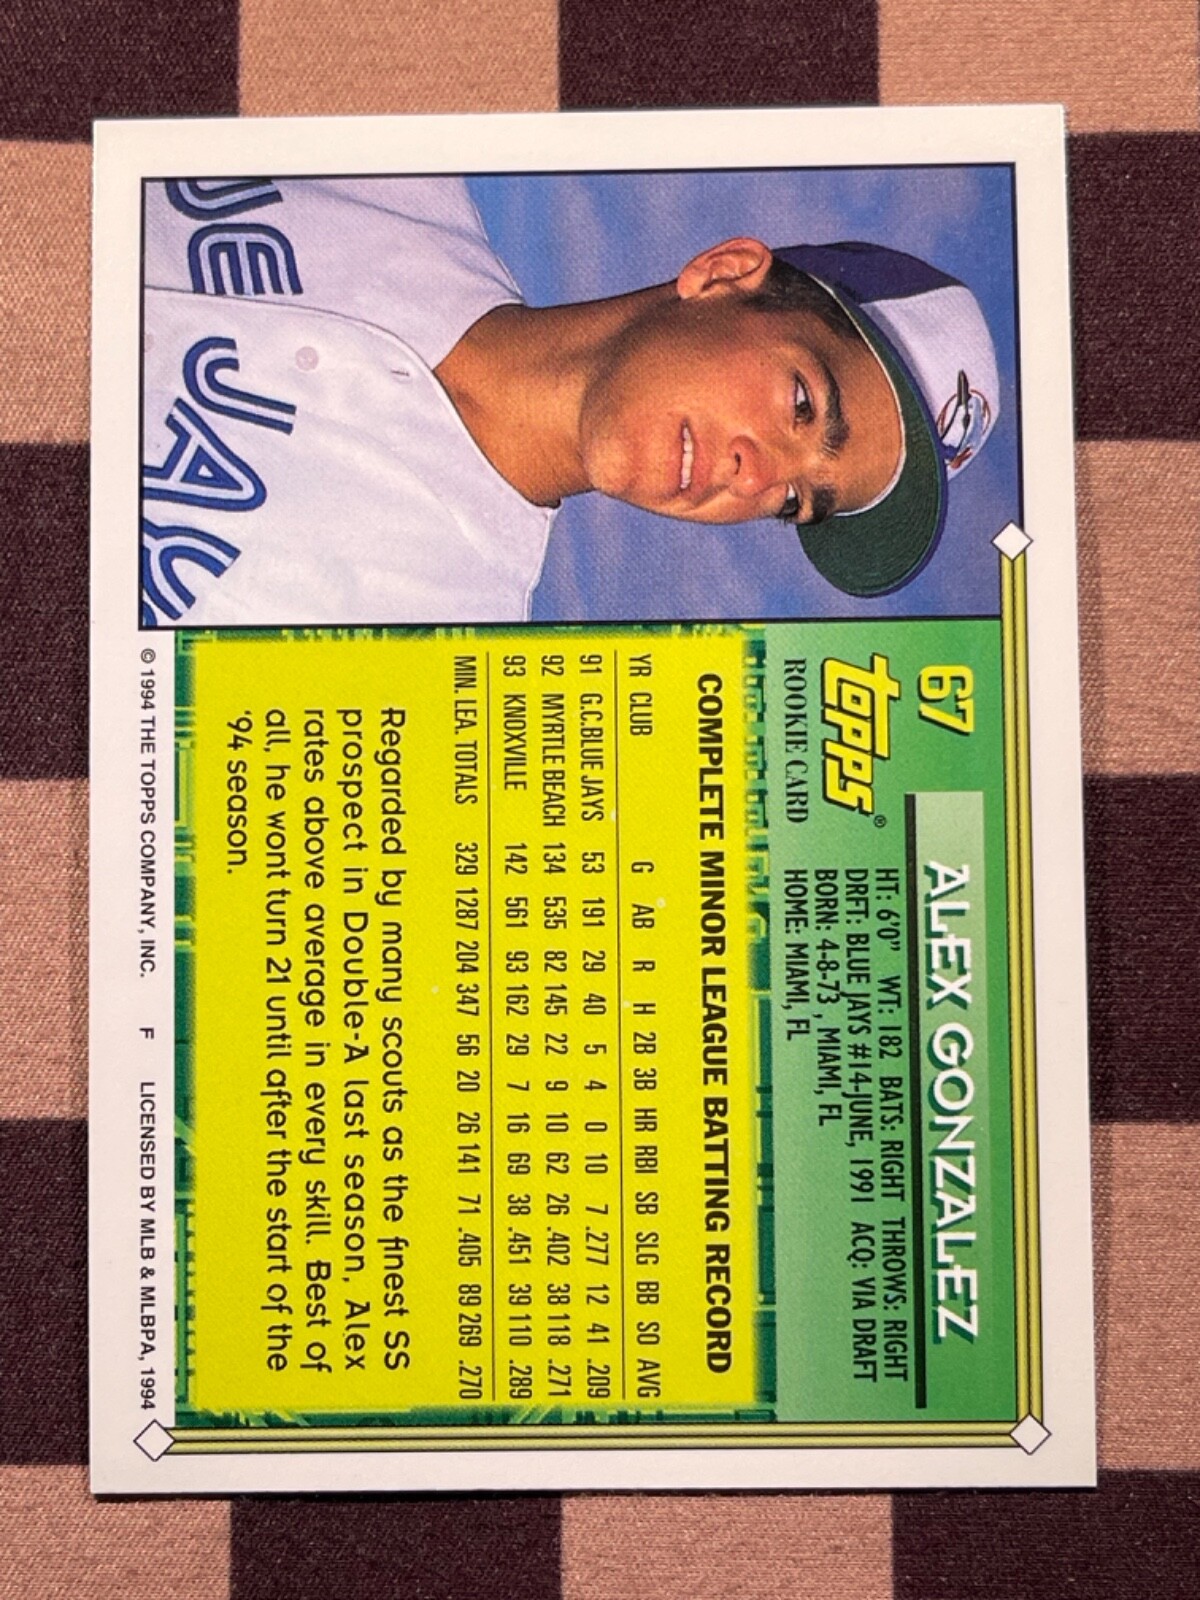 67
ALEX GONZALEZ
topps®
ROOKIE CARD
HT: 6'0" WT: 182 BATS: RIGHT THROWS: RIGHT
DRFT: BLUE JAYS #14-JUNE, 1991 ACQ: VIA DRAFT
BORN: 4-8-73, MIAMI, FL
HOME: MIAMI, FL
COMPLETE MINOR LEAGUE BATTING RECORD
YR CLUB G AB R H 2B 3B HR RBI SB SLG BB SO AVG
91 G.C.BLUE JAYS 53 191 29 40 5 4 0 10 7 .277 12 41 .209
92 MYRTLE BEACH 134 535 82 145 22 9 10 62 26 .402 38 118 .271
93 KNOXVILLE 142 561 93 162 29 7 16 69 38 .451 39 110 .289
MIN. LEA. TOTALS 329 1287 204 347 56 20 26 141 71 .405 89 269 .270
Regarded by many scouts as the finest SS
prospect in Double-A last season, Alex
rates above average in every skill. Best of
all, he wont turn 21 until after the start of the
'94 season.
© 1994 THE TOPPS COMPANY, INC. F LICENSED BY MLB & MLBPA, 1994
UE JAYS